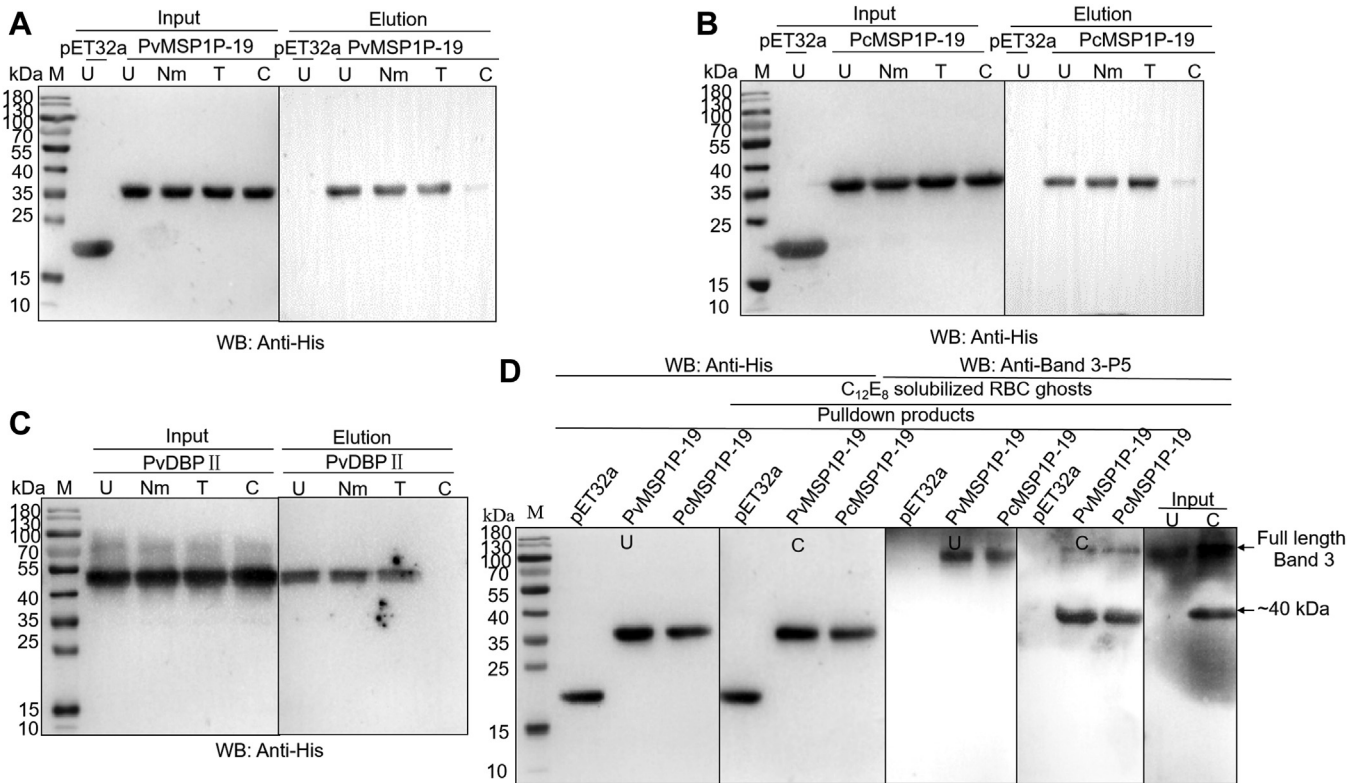 A
Input Elution
pET32a PvMSP1P-19 pET32a PvMSP1P-19
kDa M U U Nm T C U U Nm T C
180
130
100
70
55
40
35
25
15
10
WB: Anti-His
B
Input Elution
pET32a PcMSP1P-19 pET32a PcMSP1P-19
kDa M U U Nm T C U U Nm T C
180
130
100
70
55
40
35
25
15
10
WB: Anti-His
C
Input Elution
PvDBP II PvDBP II
kDa M U Nm T C U Nm T C
180
130
100
70
55
40
35
25
15
10
WB: Anti-His
D
WB: Anti-His WB: Anti-Band 3-P5
C₁₂E₈ solubilized RBC ghosts
Pulldown products
pET32a PvMSP1P-19 PcMSP1P-19 pET32a PvMSP1P-19 PcMSP1P-19 pET32a PvMSP1P-19 PcMSP1P-19 pET32a PvMSP1P-19 PcMSP1P-19 Input
kDa M U C
U C U C
180
130
100
70
55
40
35
25
15
10
Full length
Band 3
~40 kDa